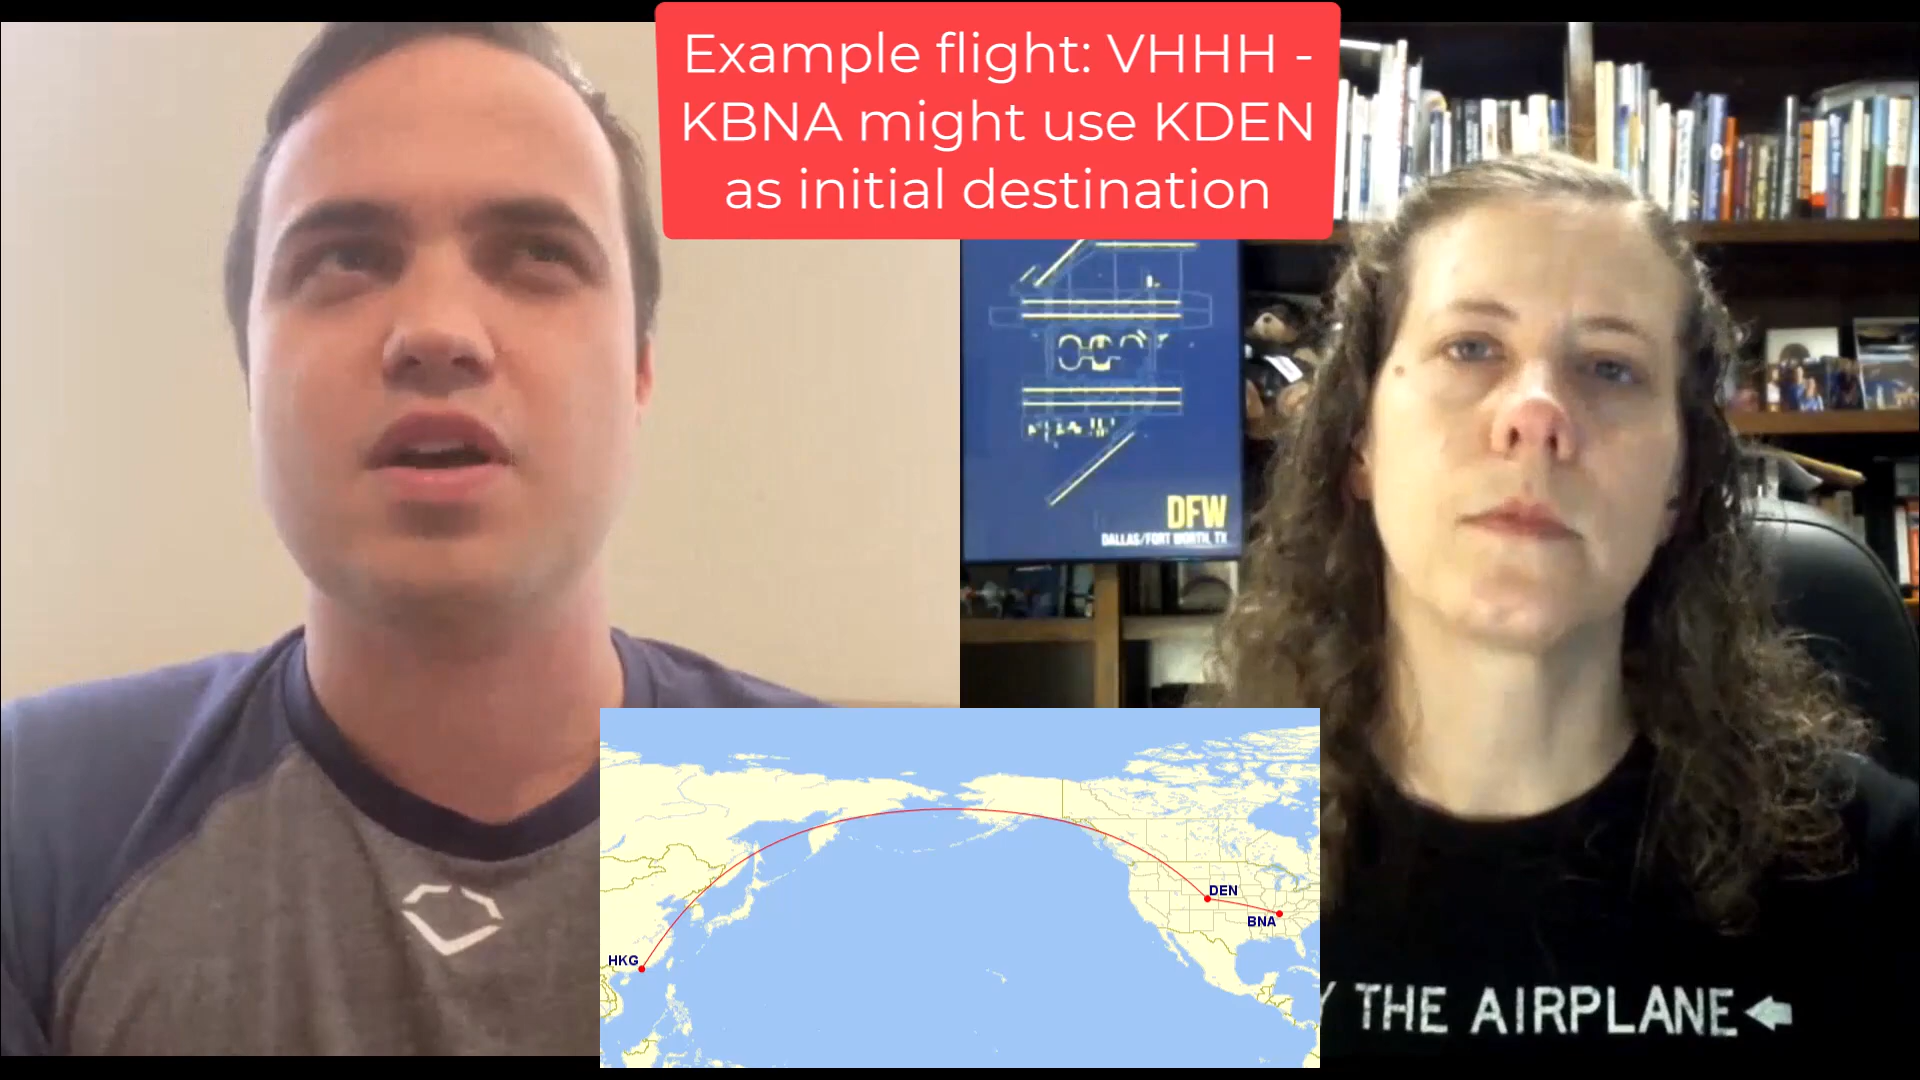 Example flight: VHHH -
KBNA might use KDEN
as initial destination
DFW
DALLAS/FORT WORTH, TX
DEN
BNA
HKG
THE AIRPLANE